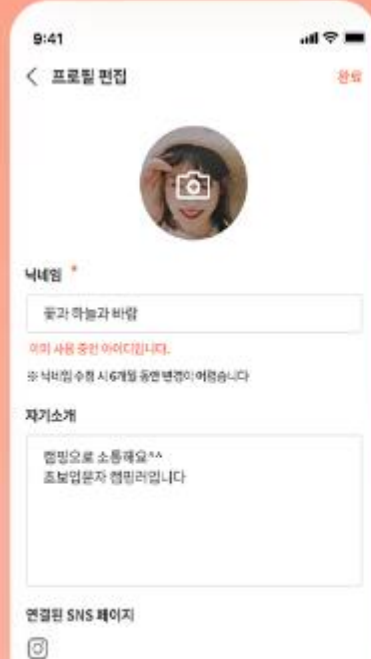 9:41
프로필 편집
완료
닉네임 *
꽃과 하늘과 바람
이미 사용 중인 아이디입니다.
※ 닉네임 수정 시 6개월 동안 변경이 어렵습니다
자기소개
캠핑으로 소통해요^^
초보입문자 캠핑러입니다
연결된 SNS 페이지